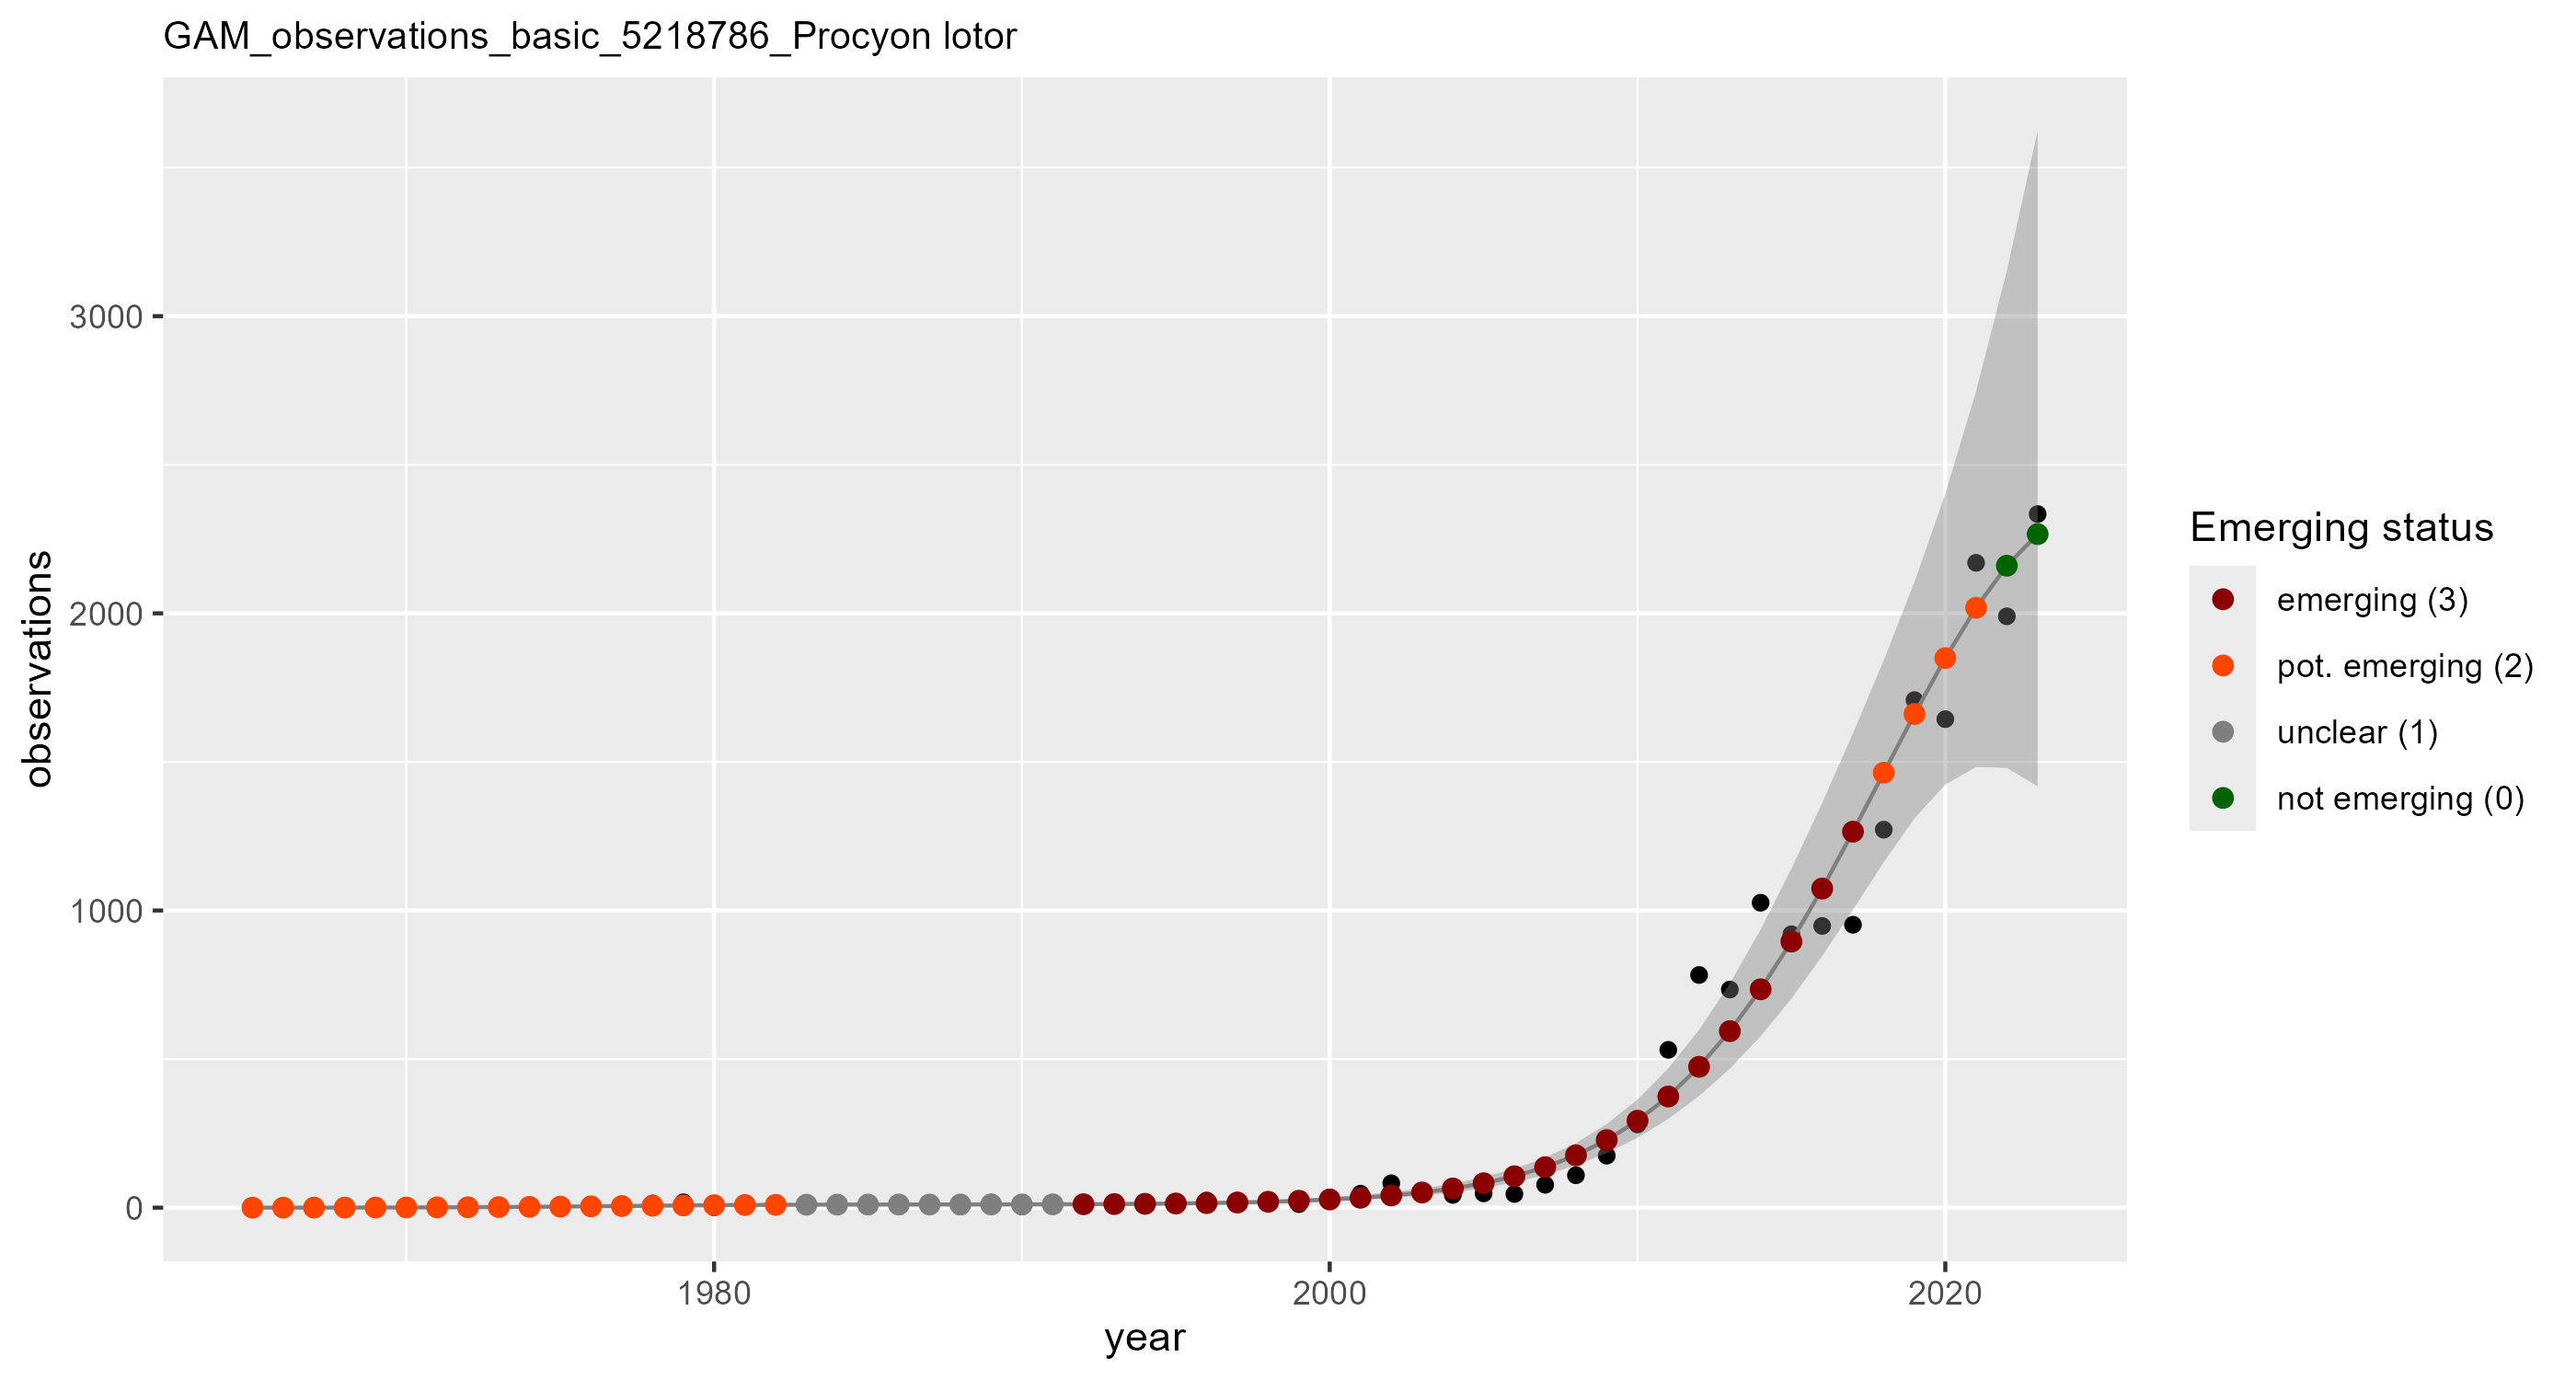 GAM_observations_basic_5218786_Procyon lotor
3000
2000
1000
0
observations
1980
2000
2020
year
Emerging status
emerging (3)
pot. emerging (2)
unclear (1)
not emerging (0)